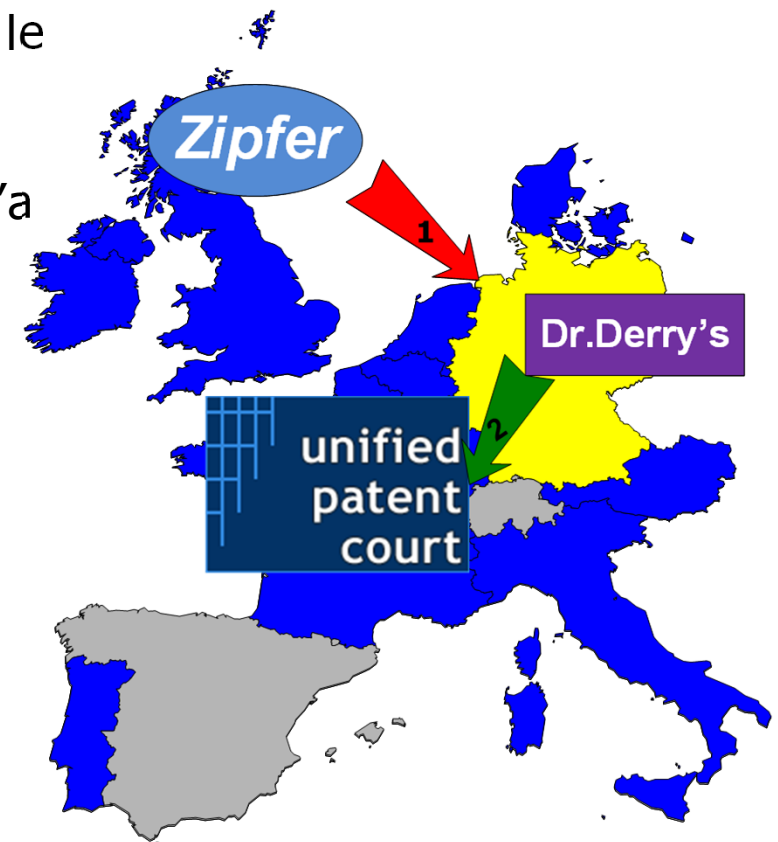 le
Zipfer
'a
1
Dr.Derry's
2
unified
patent
court